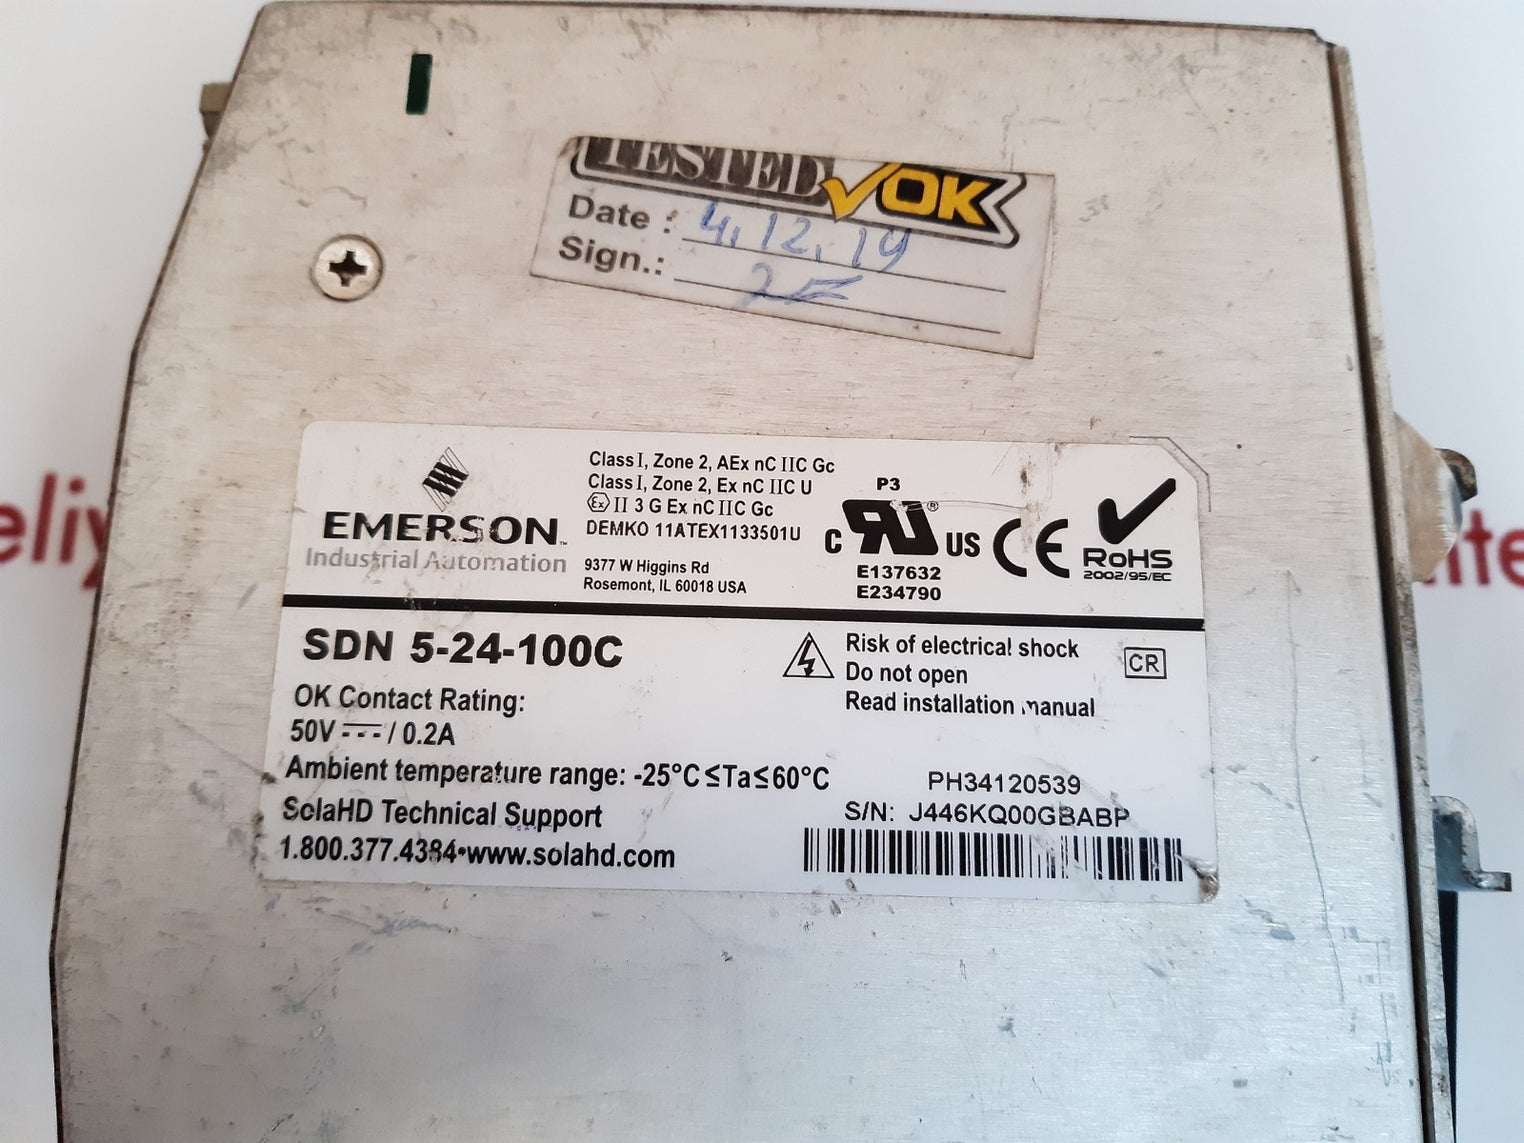 TESTED OK
Date : 4.12.19
Sign.:
EMERSON™
Industrial Automation
Class I, Zone 2, AEx nC IIC Gc
Class I, Zone 2, Ex nC IIC U
Ex II 3 G Ex nC IIC Gc
DEMKO 11ATEX1133501U
9377 W Higgins Rd
Rosemont, IL 60018 USA
P3
C RU® US
E137632
E234790
CE
RoHS
2002/95/EC
SDN 5-24-100C
OK Contact Rating:
50V / 0.2A
Ambient temperature range: -25°C≤Ta≤60°C
SolaHD Technical Support
1.800.377.4384•www.solahd.com
Risk of electrical shock
Do not open
Read installation manual
CR
PH34120539
S/N: J446KQ00GBABP